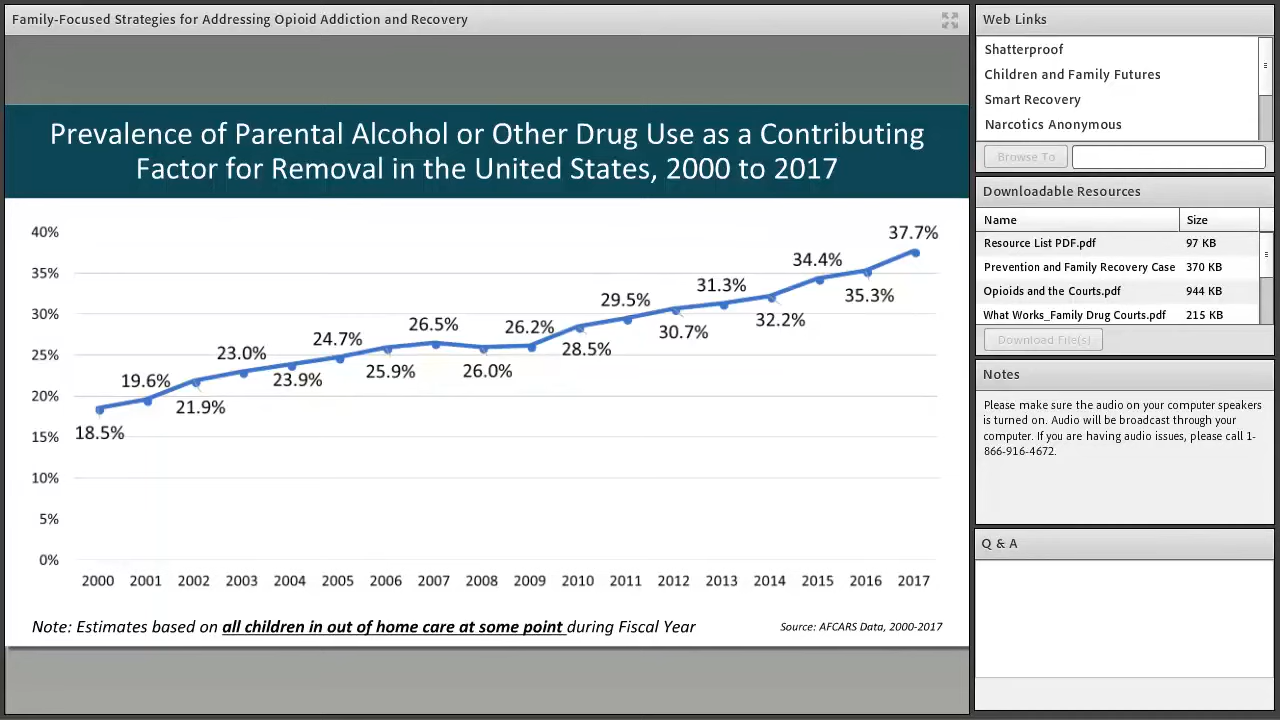 Family-Focused Strategies for Addressing Opioid Addiction and Recovery
Prevalence of Parental Alcohol or Other Drug Use as a Contributing
Factor for Removal in the United States, 2000 to 2017
40%
35%
30%
25%
20%
15%
10%
5%
0%
18.5%
19.6%
21.9%
23.0%
23.9%
24.7%
25.9%
26.5%
26.0%
26.2%
28.5%
29.5%
30.7%
31.3%
32.2%
34.4%
35.3%
37.7%
2000 2001 2002 2003 2004 2005 2006 2007 2008 2009 2010 2011 2012 2013 2014 2015 2016 2017
Note: Estimates based on all children in out of home care at some point during Fiscal Year
Source: AFCARS Data, 2000-2017
Web Links
Shatterproof
Children and Family Futures
Smart Recovery
Narcotics Anonymous
Browse To
Downloadable Resources
Name Size
Resource List PDF.pdf 97 KB
Prevention and Family Recovery Case 370 KB
Opioids and the Courts.pdf 944 KB
What Works_Family Drug Courts.pdf 215 KB
Download File(s)
Notes
Please make sure the audio on your computer speakers
is turned on. Audio will be broadcast through your
computer. If you are having audio issues, please call 1-
866-916-4672.
Q & A